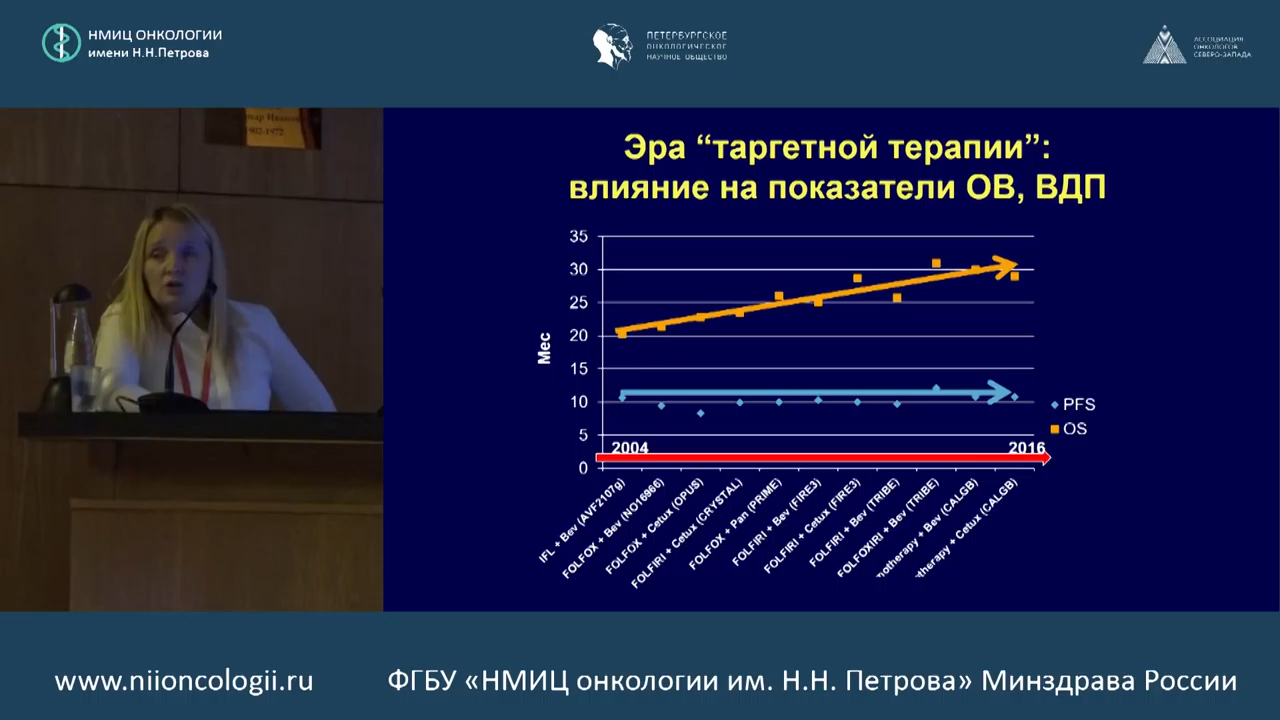 НМИЦ ОНКОЛОГИИ
имени Н.Н.Петрова
ПЕТЕРБУРГСКОЕ
ОНКОЛОГИЧЕСКОЕ
НАУЧНОЕ ОБЩЕСТВО
АССОЦИАЦИЯ
ОНКОЛОГОВ
СЕВЕРО-ЗАПАДА
1902-1972
Эра “таргетной терапии”:
влияние на показатели ОВ, ВДП
35
30
25
20
15
10
5
0
Мес
2004
2016
PFS
OS
IFL + Bev (AVF2107g)
FOLFOX + Bev (NO16966)
FOLFOX + Cetux (OPUS)
FOLFIRI + Cetux (CRYSTAL)
FOLFOX + Pan (PRIME)
FOLFIRI + Bev (FIRE3)
FOLFIRI + Cetux (FIRE3)
FOLFIRI + Bev (TRIBE)
FOLFOXIRI + Bev (TRIBE)
otherapy + Bev (CALGB)
therapy + Cetux (CALGB)
www.niioncologii.ru
ФГБУ «НМИЦ онкологии им. Н.Н. Петрова» Минздрава России